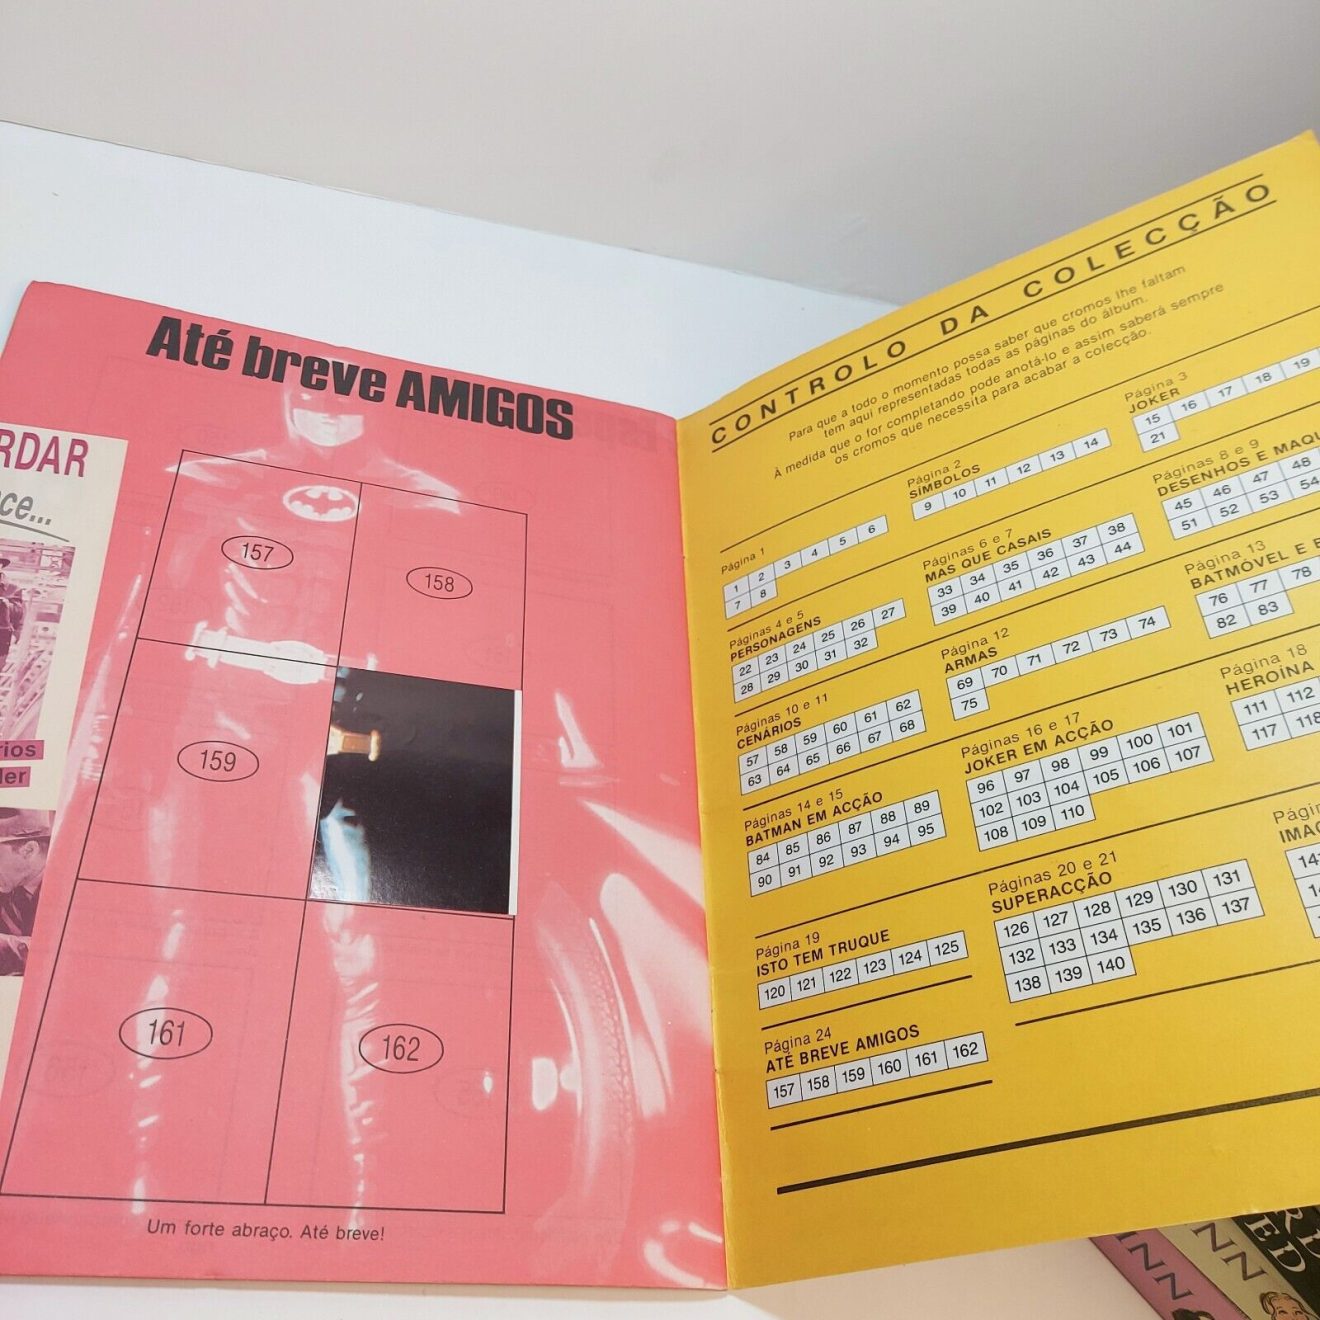 RDAR
ce...
rios
ler
Até breve AMIGOS
157
158
159
161
162
Um forte abraço. Até breve!
CONTROLO DA COLECÇÃO
Para que a todo o momento possa saber que cromos lhe faltam
tem aqui representadas todas as páginas do álbum.
À medida que o for completando pode anotá-lo e assim saberá sempre
os cromos que necessita para acabar a colecção.
Página 1
1 2 3 4 5 6
7 8
Página 2
SÍMBOLOS
9 10 11 12 13 14
Página 3
JOKER
15 16 17 18 19
21
Páginas 4 e 5
PERSONAGENS
22 23 24 25 26 27
28 29 30 31 32
Páginas 6 e 7
MAS QUE CASAIS
33 34 35 36 37 38
39 40 41 42 43 44
Páginas 8 e 9
DESENHOS E MAQU
45 46 47 48
51 52 53 54
Páginas 10 e 11
CENÁRIOS
57 58 59 60 61 62
63 64 65 66 67 68
Página 12
ARMAS
69 70 71 72 73 74
75
Página 13
BATMÓVEL E B
76 77 78
82 83
Páginas 14 e 15
BATMAN EM ACÇÃO
84 85 86 87 88 89
90 91 92 93 94 95
Páginas 16 e 17
JOKER EM ACÇÃO
96 97 98 99 100 101
102 103 104 105 106 107
108 109 110
Página 18
HEROÍNA
111 112
117 118
Página 19
ISTO TEM TRUQUE
120 121 122 123 124 125
Páginas 20 e 21
SUPERACÇÃO
126 127 128 129 130 131
132 133 134 135 136 137
138 139 140
Págin
IMAG
14
14
Página 24
ATÉ BREVE AMIGOS
157 158 159 160 161 162